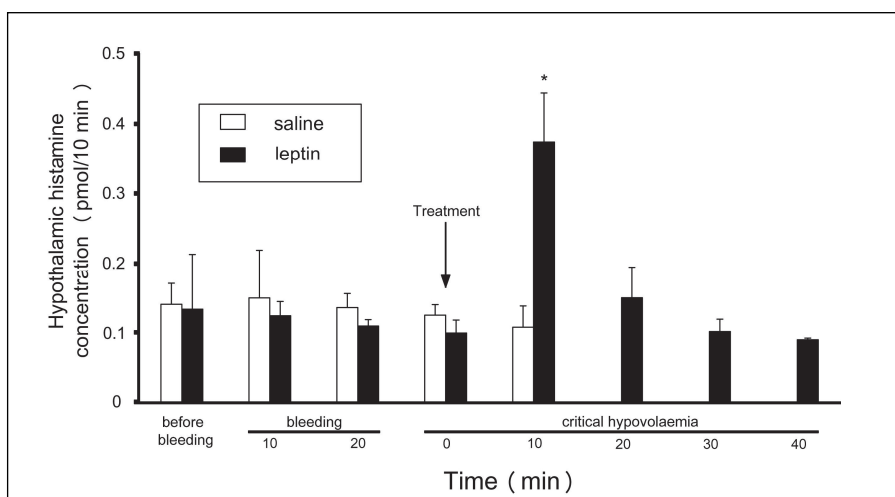 Hypothalamic histamine
concentration ( pmol/10 min )
0.5
0.4
0.3
0.2
0.1
0
saline
leptin
Treatment
*
before
bleeding
bleeding
critical hypovolaemia
10
20
0
10
20
30
40
Time ( min )